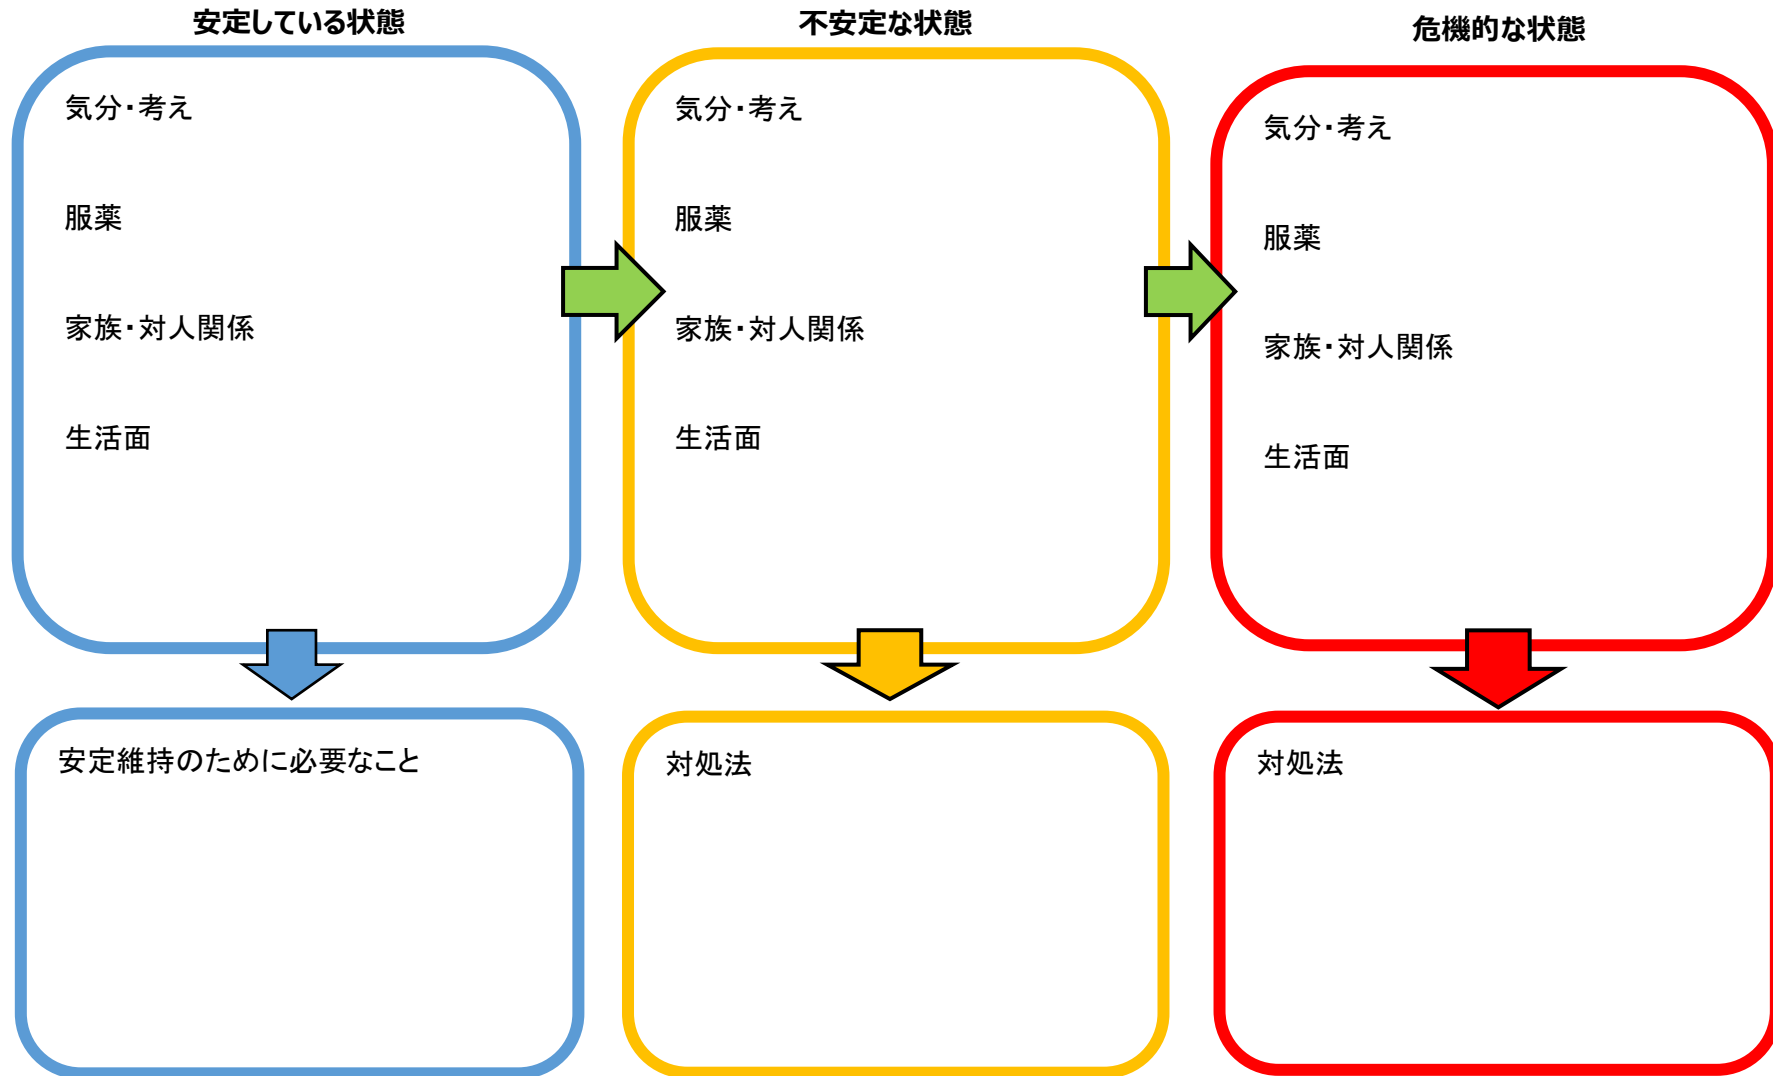 安定している状態
気分・考え
服薬
家族・対人関係
生活面
安定維持のために必要なこと
不安定な状態
気分・考え
服薬
家族・対人関係
生活面
対処法
危機的な状態
気分・考え
服薬
家族・対人関係
生活面
対処法